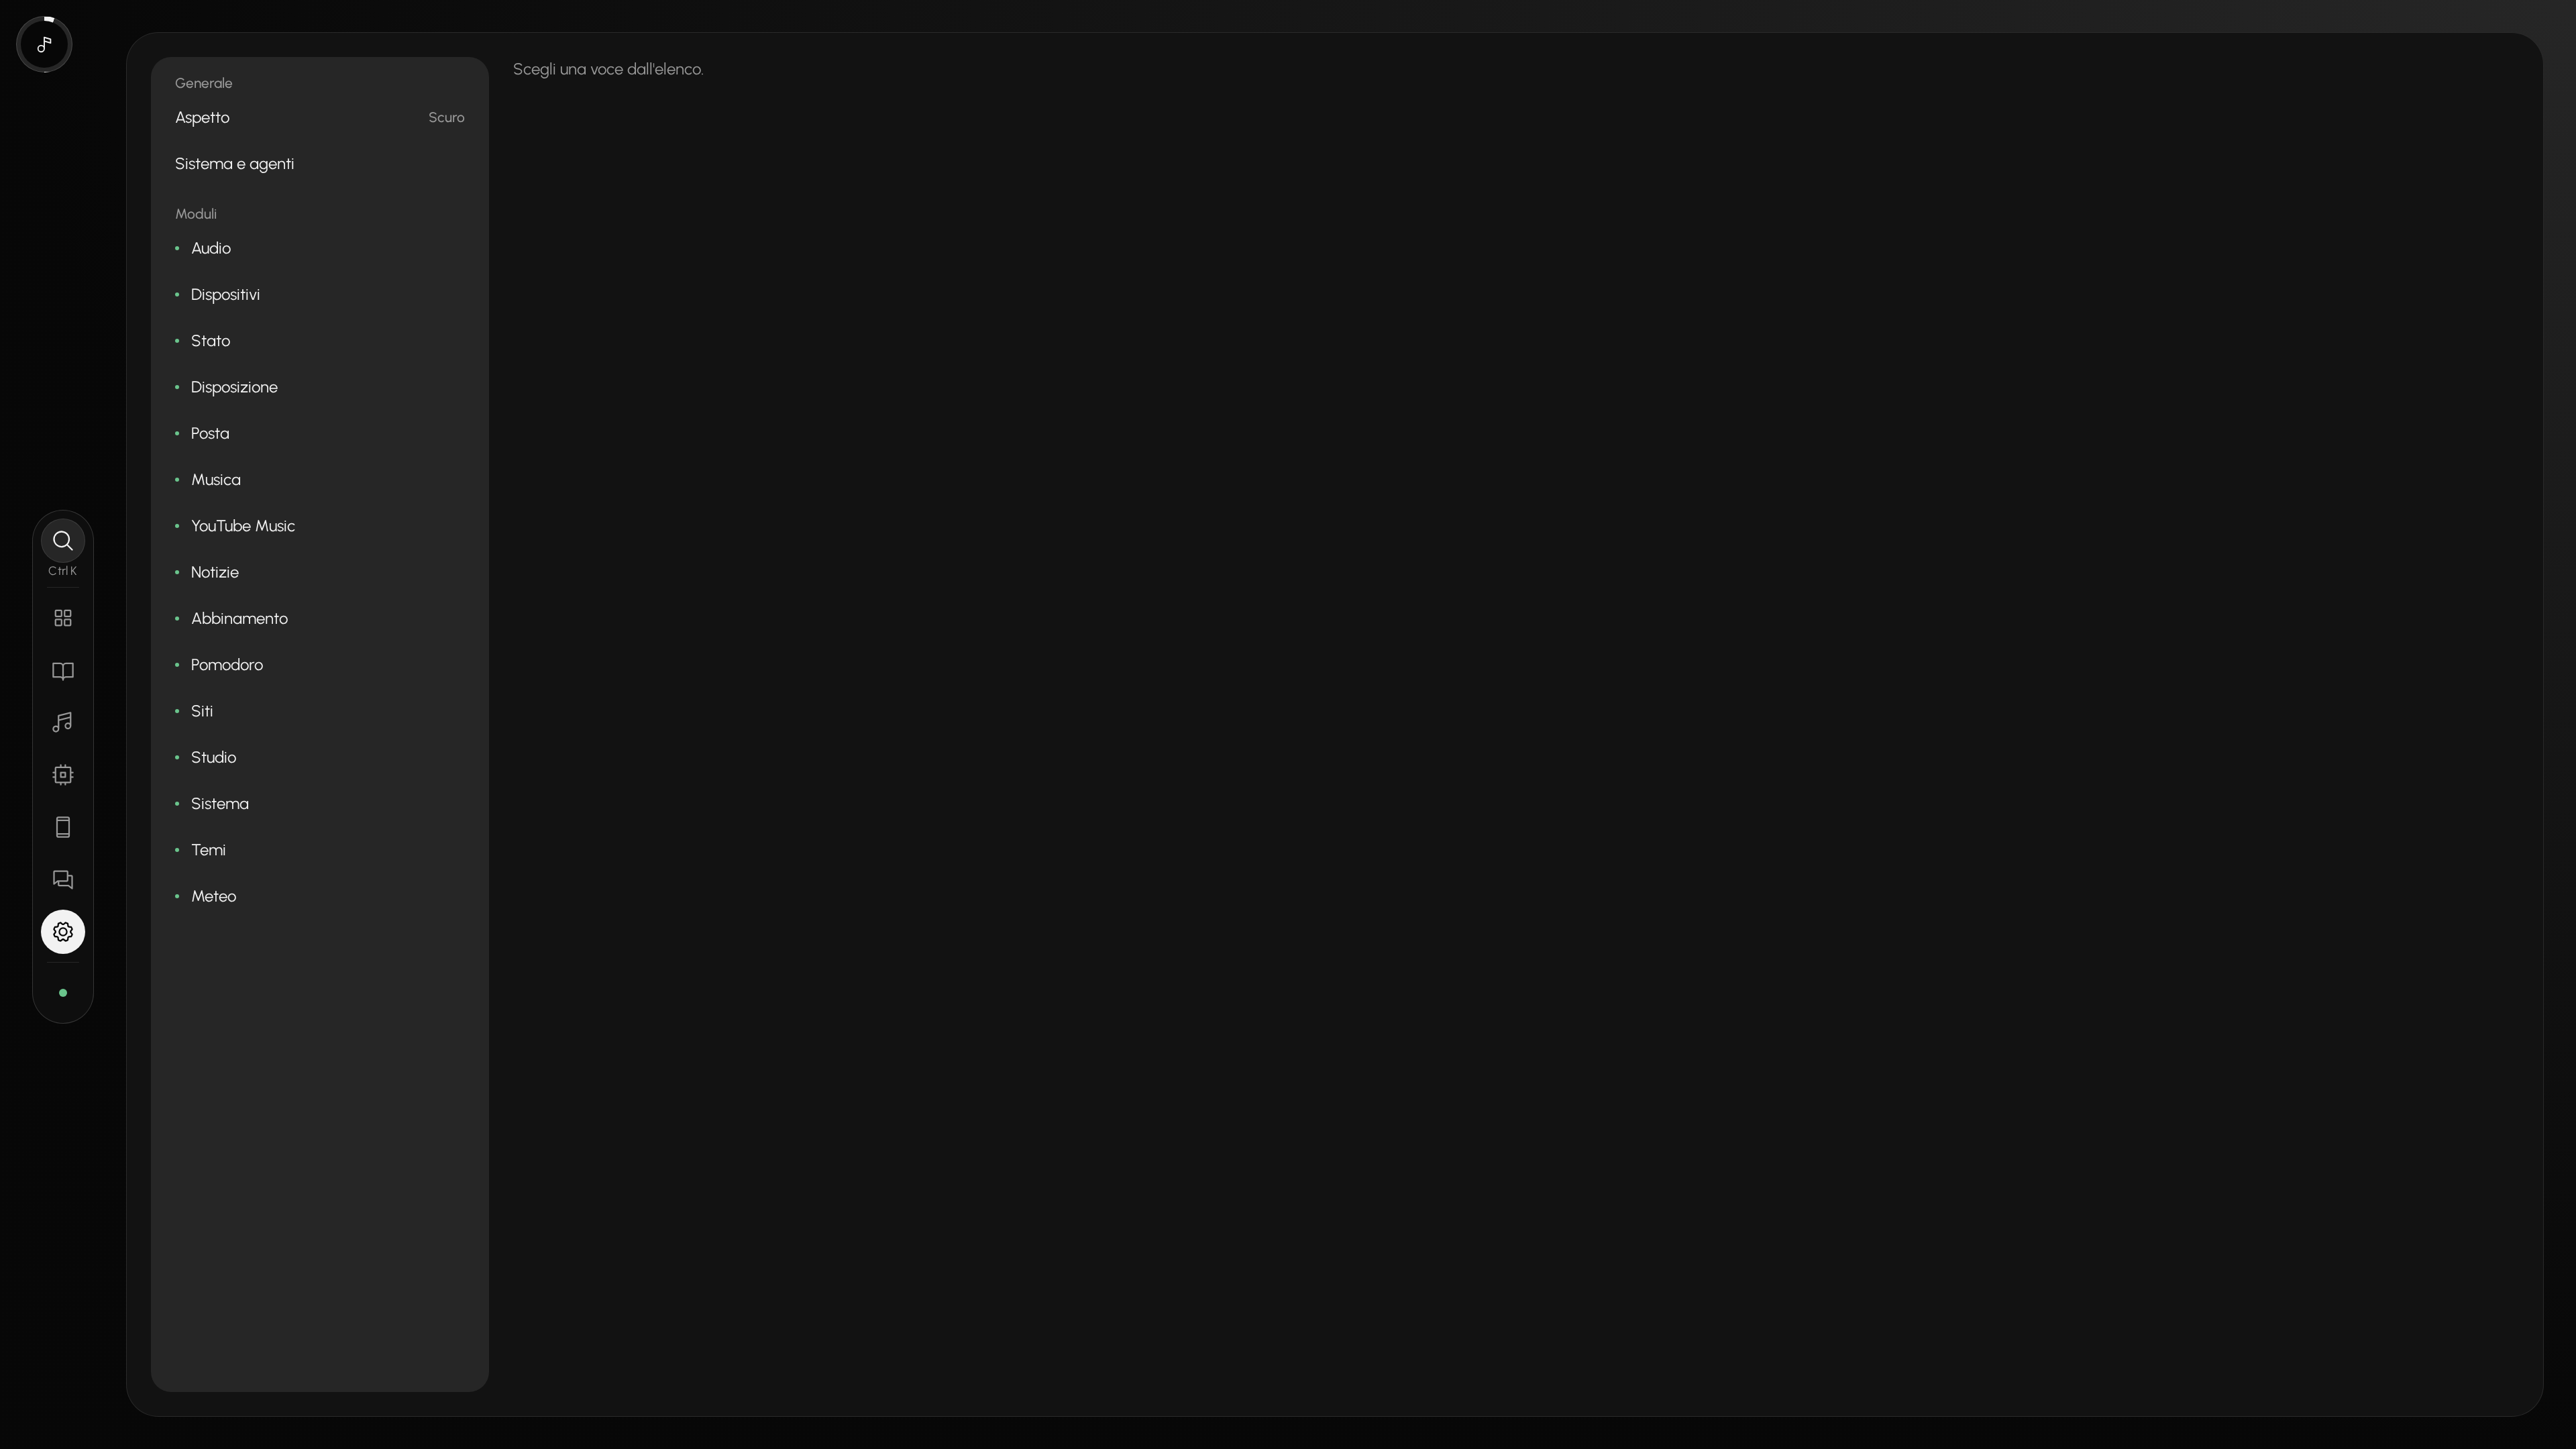 Generale
Aspetto Scuro
Sistema e agenti
Moduli
Audio
Dispositivi
Stato
Disposizione
Posta
Musica
YouTube Music
Notizie
Abbinamento
Pomodoro
Siti
Studio
Sistema
Temi
Meteo
Scegli una voce dall'elenco.
Ctrl K